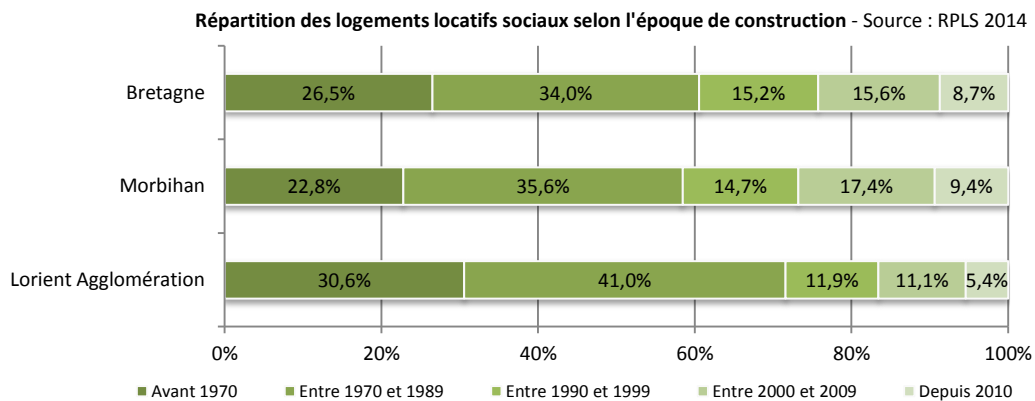 Répartition des logements locatifs sociaux selon l'époque de construction - Source : RPLS 2014
Bretagne 26,5% 34,0% 15,2% 15,6% 8,7%
Morbihan 22,8% 35,6% 14,7% 17,4% 9,4%
Lorient Agglomération 30,6% 41,0% 11,9% 11,1% 5,4%
0% 20% 40% 60% 80% 100%
Avant 1970 Entre 1970 et 1989 Entre 1990 et 1999 Entre 2000 et 2009 Depuis 2010